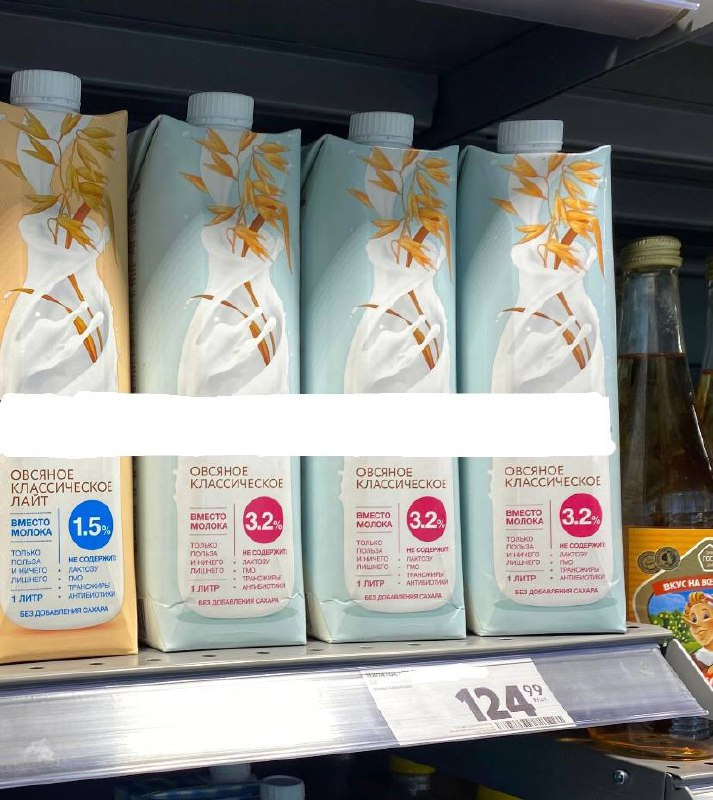 ОВСЯНОЕ
КЛАССИЧЕСКОЕ
ЛАЙТ
ВМЕСТО
МОЛОКА
1.5%
ТОЛЬКО
ПОЛЬЗА
И НИЧЕГО
ЛИШНЕГО
1 ЛИТР
НЕ СОДЕРЖИТ:
ЛАКТОЗУ
ГМО
ТРАНСЖИРЫ
АНТИБИОТИКИ
БЕЗ ДОБАВЛЕНИЯ САХАРА
ОВСЯНОЕ
КЛАССИЧЕСКОЕ
ВМЕСТО
МОЛОКА
3.2%
ТОЛЬКО
ПОЛЬЗА
И НИЧЕГО
ЛИШНЕГО
1 ЛИТР
НЕ СОДЕРЖИТ:
ЛАКТОЗУ
ГМО
ТРАНСЖИРЫ
АНТИБИОТИКИ
БЕЗ ДОБАВЛЕНИЯ САХАРА
ОВСЯНОЕ
КЛАССИЧЕСКОЕ
ВМЕСТО
МОЛОКА
3.2%
ТОЛЬКО
ПОЛЬЗА
И НИЧЕГО
ЛИШНЕГО
1 ЛИТР
НЕ СОДЕРЖИТ:
ЛАКТОЗУ
ГМО
ТРАНСЖИРЫ
АНТИБИОТИКИ
БЕЗ ДОБАВЛЕНИЯ САХАРА
ОВСЯНОЕ
КЛАССИЧЕСКОЕ
ВМЕСТО
МОЛОКА
3.2%
ТОЛЬКО
ПОЛЬЗА
И НИЧЕГО
ЛИШНЕГО
1 ЛИТР
НЕ СОДЕРЖИТ:
ЛАКТОЗУ
ГМО
ТРАНСЖИРЫ
АНТИБИОТИКИ
БЕЗ ДОБАВЛЕНИЯ САХАРА
ВКУС НА
124 99